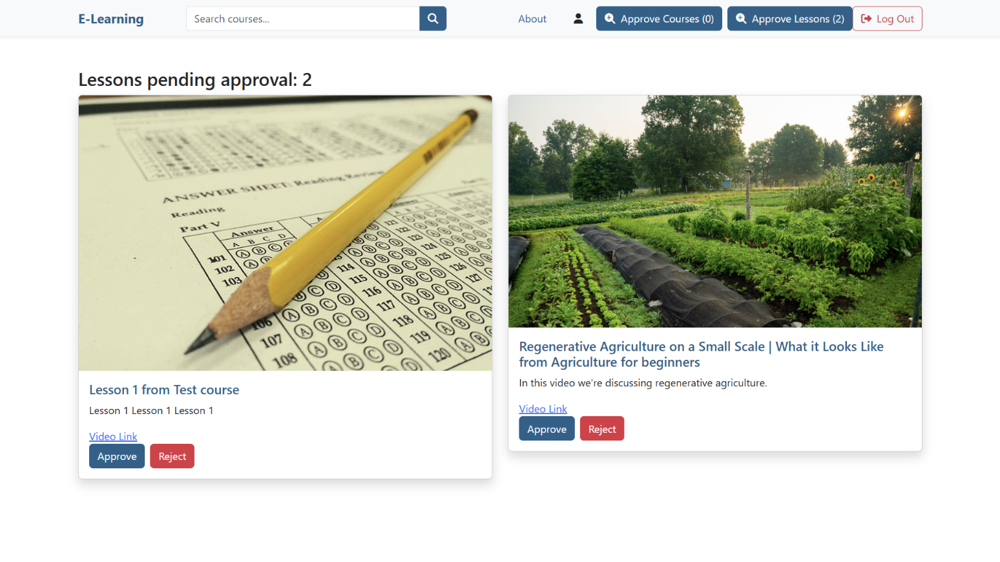 E-Learning
Search courses...
About
Approve Courses (0)
Approve Lessons (2)
Log Out
Lessons pending approval: 2
ANSWER SHEET: Reading Review
Reading
Part V
Answer
A B C D
101
102
103
106
107
108
114
115
116
117
118
119
120
121
122
123
124
125
126
127
Lesson 1 from Test course
Lesson 1 Lesson 1 Lesson 1
Video Link
Approve
Reject
Regenerative Agriculture on a Small Scale | What it Looks Like
from Agriculture for beginners
In this video we're discussing regenerative agriculture.
Video Link
Approve
Reject